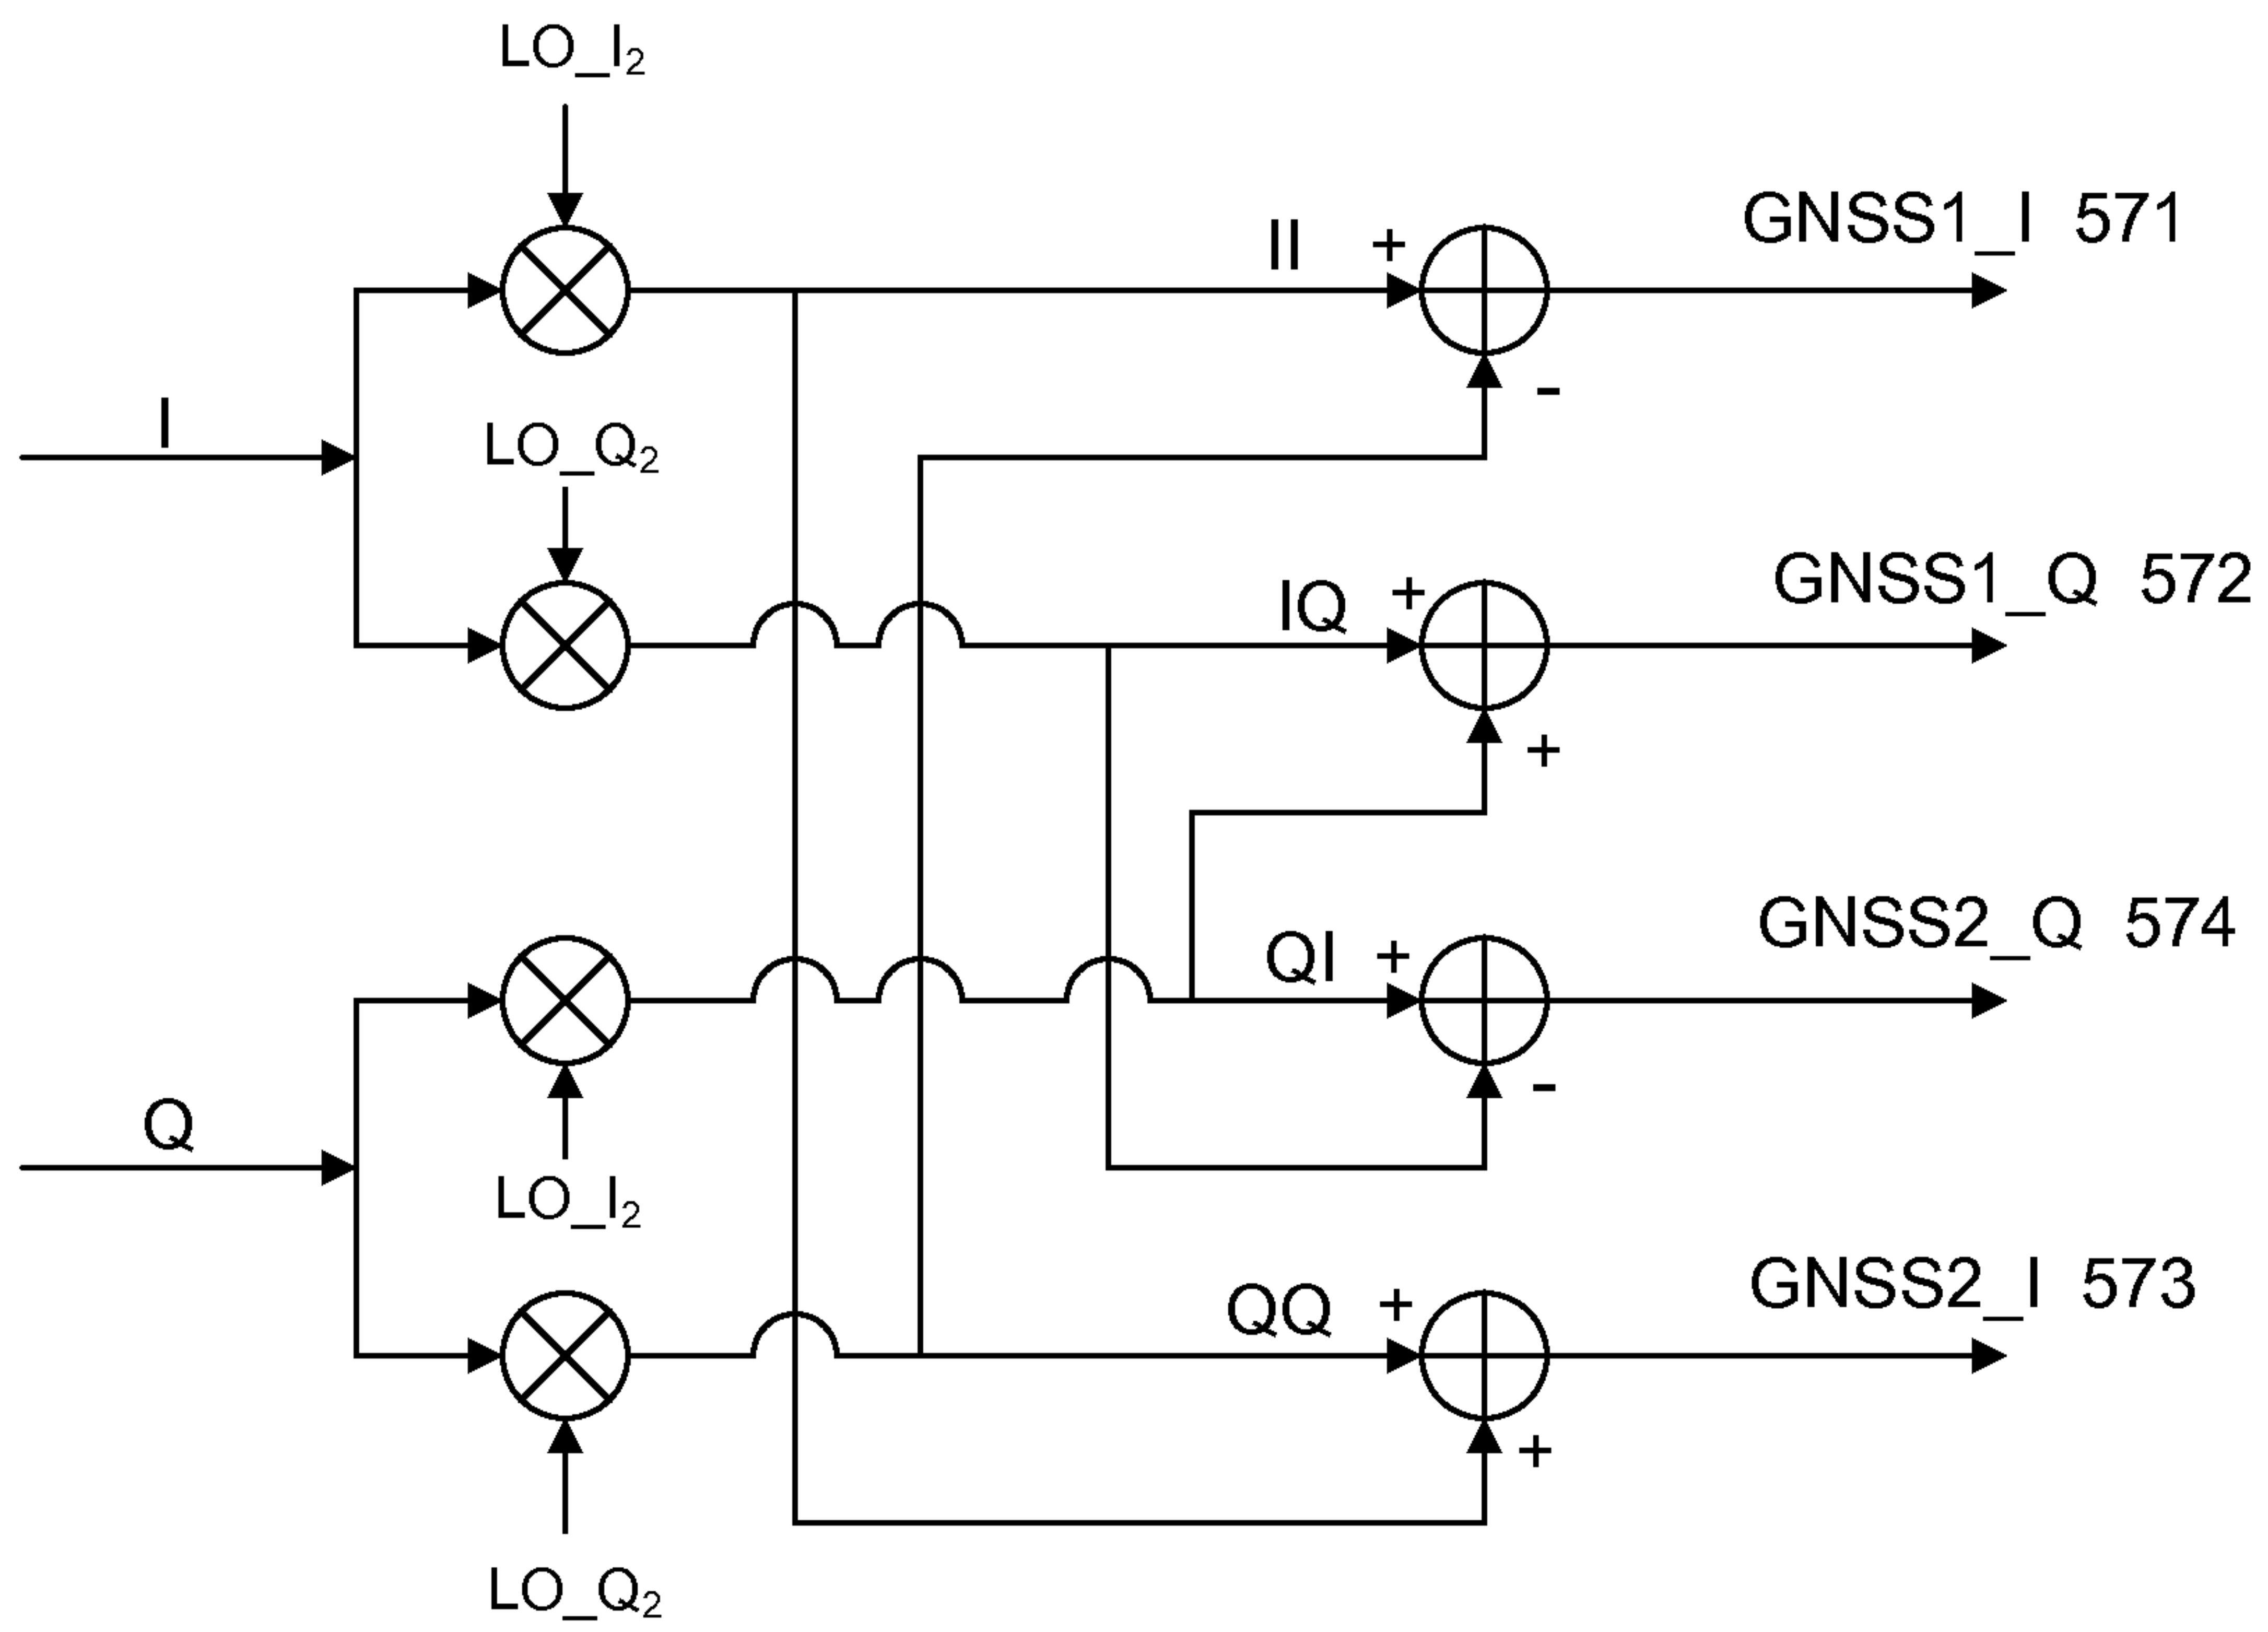 LO_I₂
II + GNSS1_I 571
-
I
LO_Q₂
IQ + GNSS1_Q 572
+
QI + GNSS2_Q 574
-
Q
LO_I₂
QQ + GNSS2_I 573
+
LO_Q₂